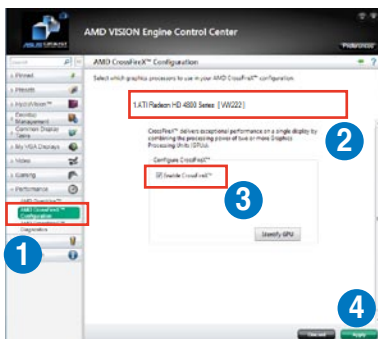 AMD VISION Engine Control Center
Preferences
Search
AMD CrossFireX™ Configuration
?
Pinned
Presets
HydraVision™
Desktop
Management
Common Display
Tasks
My VGA Displays
Video
Gaming
Performance
AMD OverDrive™
AMD CrossFireX™
Configuration
AMD CrossFireX™
Diagnostics
Select which graphics processors to use in your AMD CrossFireX™ configuration.
1.ATI Radeon HD 4800 Series [ VW222 ]
CrossFireX™ delivers exceptional performance on a single display by
combining the processing power of two or more Graphics
Processing Units (GPUs).
Configure CrossFireX™
Enable CrossFireX™
Identify GPU
Discard
Apply
1
2
3
4